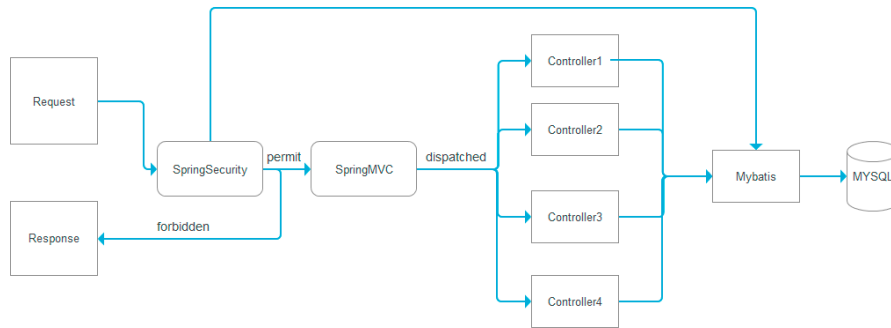 Request
SpringSecurity
permit
SpringMVC
dispatched
Controller1
Controller2
Controller3
Controller4
Mybatis
MYSQL
forbidden
Response